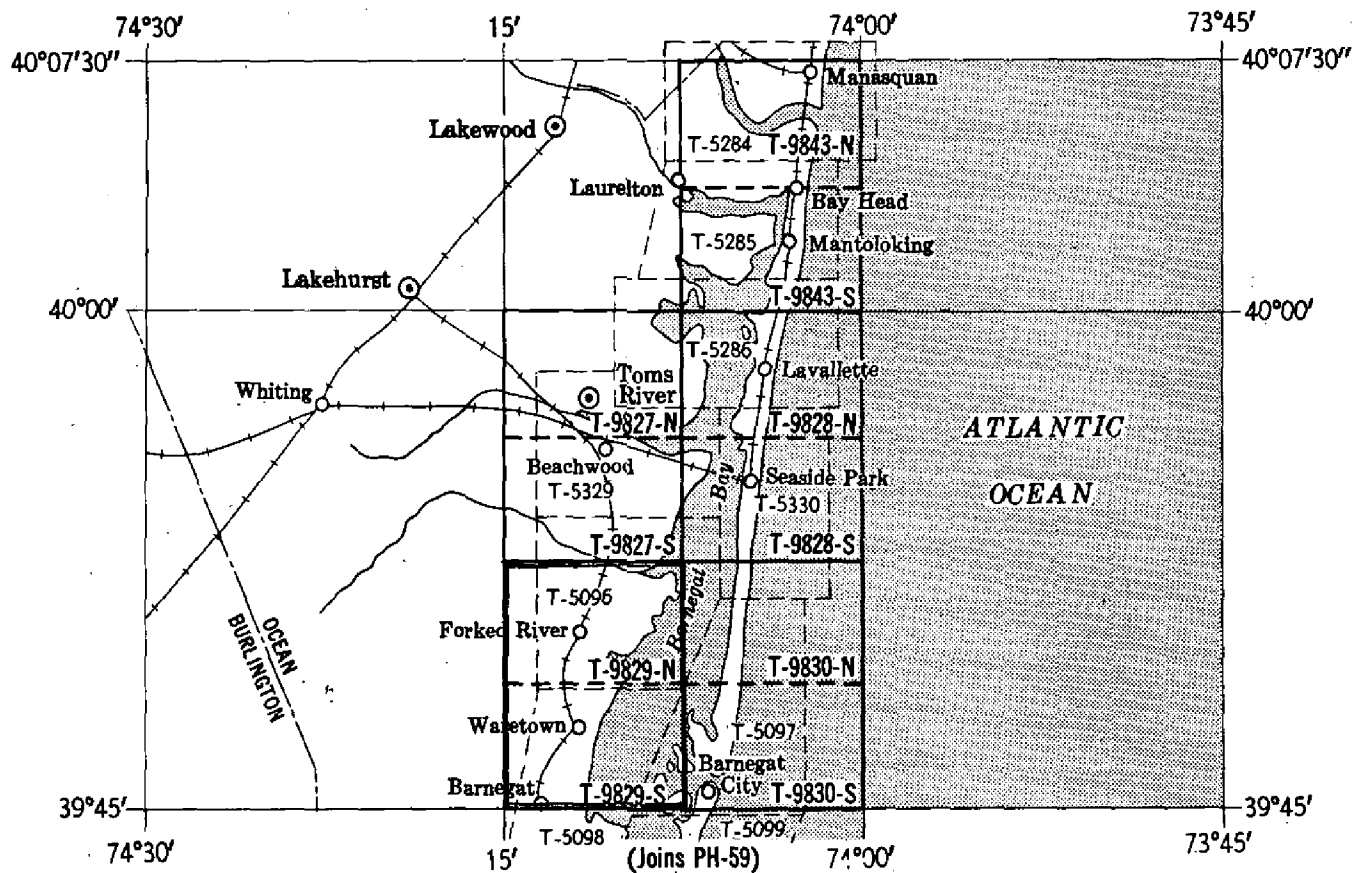 74°30' 15' 74°00' 73°45'
40°07'30" 40°07'30"
Manasquan
Lakewood
T-5284 T-9843-N
Laurelton
Bay Head
T-5285 Mantoloking
Lakehurst
T-9843-S
40°00' 40°00'
T-5286
Lavallette
Toms
River
Whiting
T-9827-N T-9828-N
ATLANTIC
OCEAN
Beachwood
Bay
Seaside Park
T-5329 T-5330
T-9827-S T-9828-S
T-5096
Barnegat
Forked River
OCEAN
BURLINGTON
T-9829-N T-9830-N
Waretown
T-5097
Barnegat
City
Barnegat
T-9829-S T-9830-S
39°45' 39°45'
T-5098 T-5099
74°30' 15' (Joins PH-59) 74°00' 73°45'